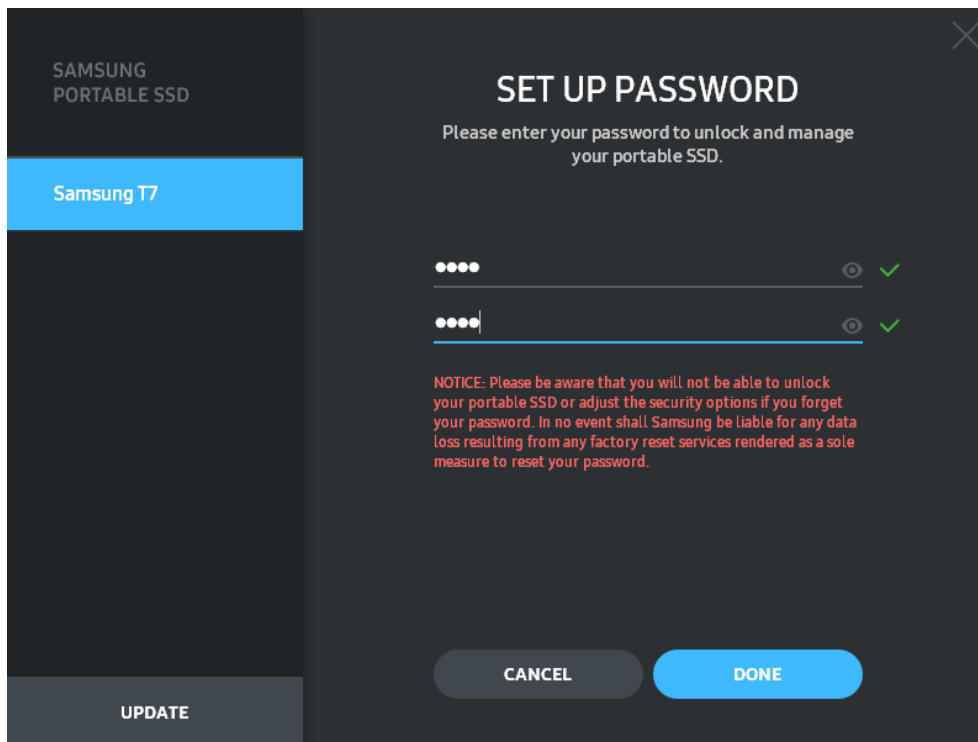 SAMSUNG
PORTABLE SSD
Samsung T7
UPDATE
SET UP PASSWORD
Please enter your password to unlock and manage
your portable SSD.
••••
••••
NOTICE: Please be aware that you will not be able to unlock
your portable SSD or adjust the security options if you forget
your password. In no event shall Samsung be liable for any data
loss resulting from any factory reset services rendered as a sole
measure to reset your password.
CANCEL
DONE